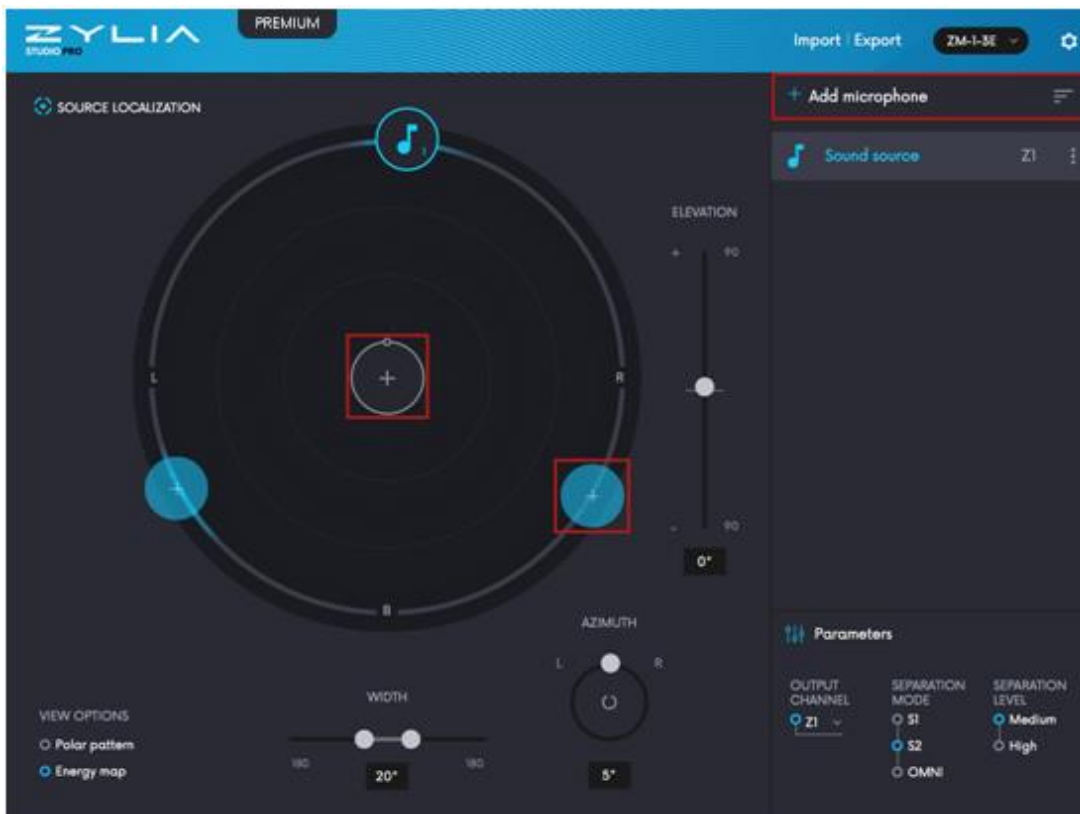 ZYLIA
STUDIO PRO
PREMIUM
Import | Export
ZM-1-3E
SOURCE LOCALIZATION
+ Add microphone
1
Sound source Z1
ELEVATION
+ 90
L R
- 90
0°
B
AZIMUTH
L R
5°
WIDTH
180 180
20°
VIEW OPTIONS
Polar pattern
Energy map
Parameters
OUTPUT
CHANNEL
Z1
SEPARATION
MODE
S1
S2
OMNI
SEPARATION
LEVEL
Medium
High